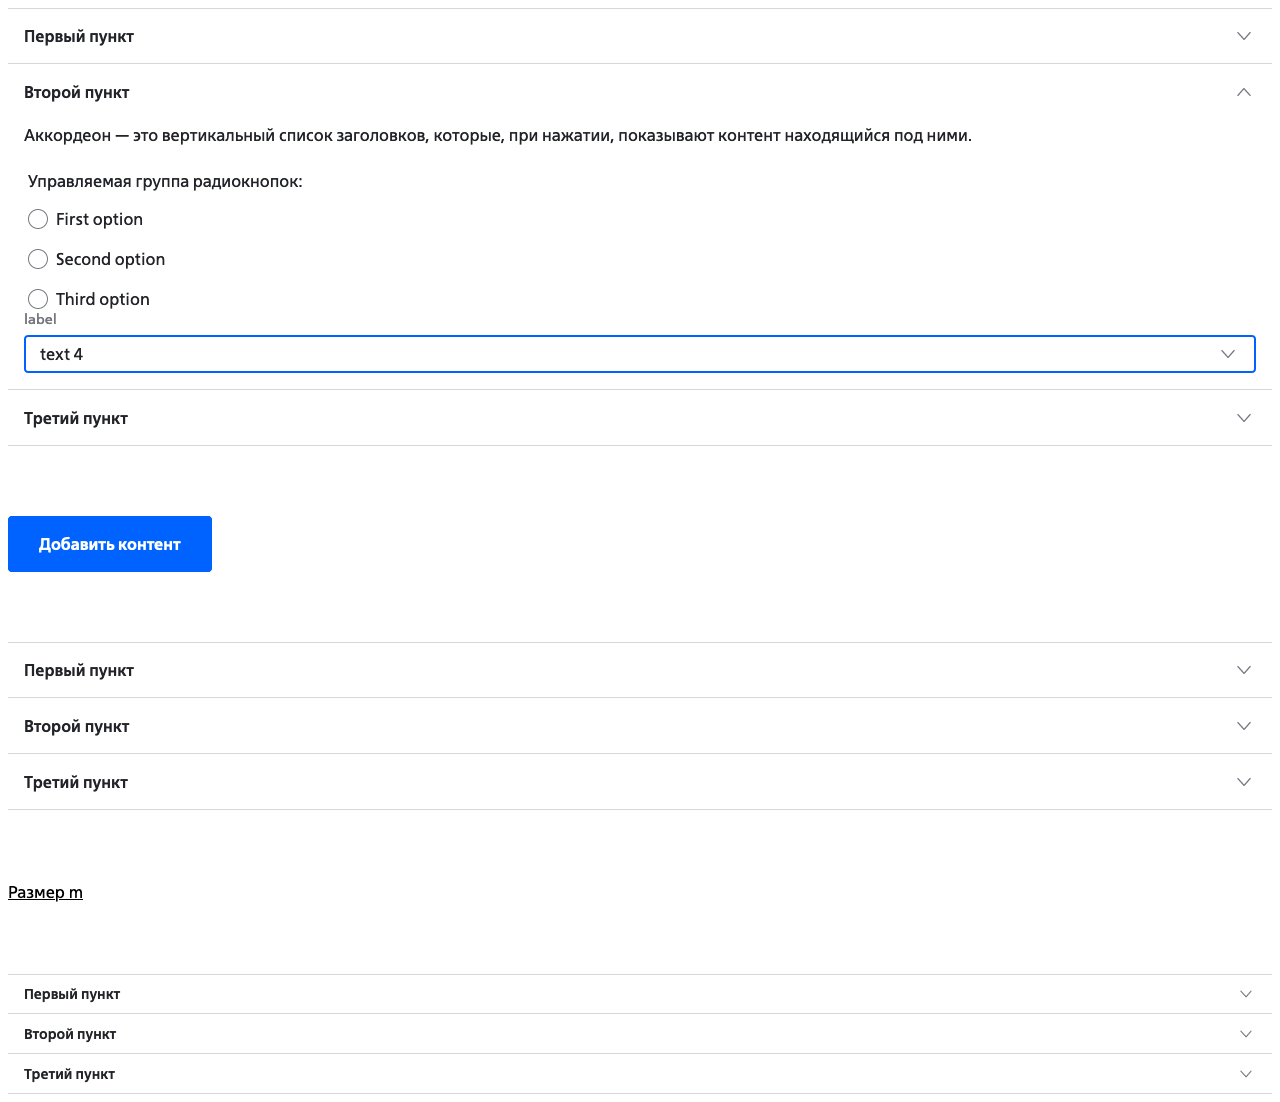 Первый пункт
Второй пункт
Аккордеон — это вертикальный список заголовков, которые, при нажатии, показывают контент находящийся под ними.
Управляемая группа радиокнопок:
First option
Second option
Third option
label
text 4
Третий пункт
Добавить контент
Первый пункт
Второй пункт
Третий пункт
Размер m
Первый пункт
Второй пункт
Третий пункт